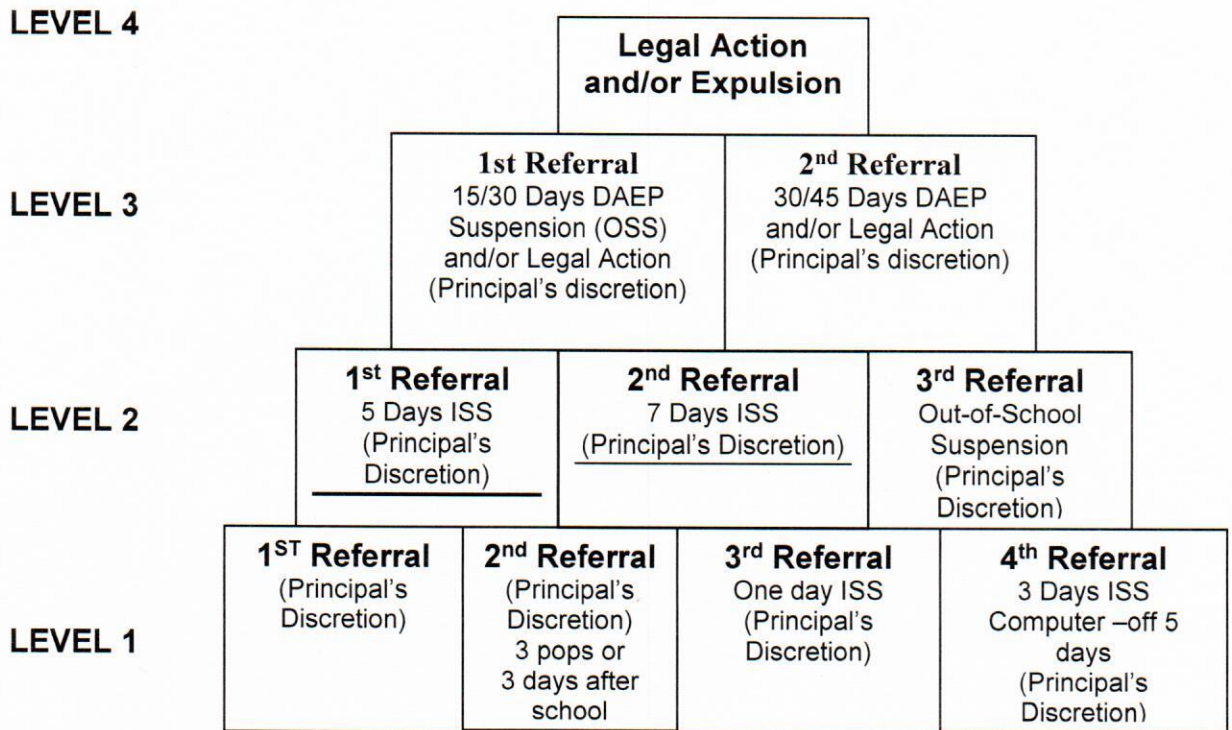 LEVEL 4
Legal Action
and/or Expulsion
LEVEL 3
1st Referral
15/30 Days DAEP
Suspension (OSS)
and/or Legal Action
(Principal's discretion)
2nd Referral
30/45 Days DAEP
and/or Legal Action
(Principal's discretion)
LEVEL 2
1st Referral
5 Days ISS
(Principal's
Discretion)
2nd Referral
7 Days ISS
(Principal's Discretion)
3rd Referral
Out-of-School
Suspension
(Principal's
Discretion)
LEVEL 1
1ST Referral
(Principal's
Discretion)
2nd Referral
(Principal's
Discretion)
3 pops or
3 days after
school
3rd Referral
One day ISS
(Principal's
Discretion)
4th Referral
3 Days ISS
Computer –off 5
days
(Principal's
Discretion)